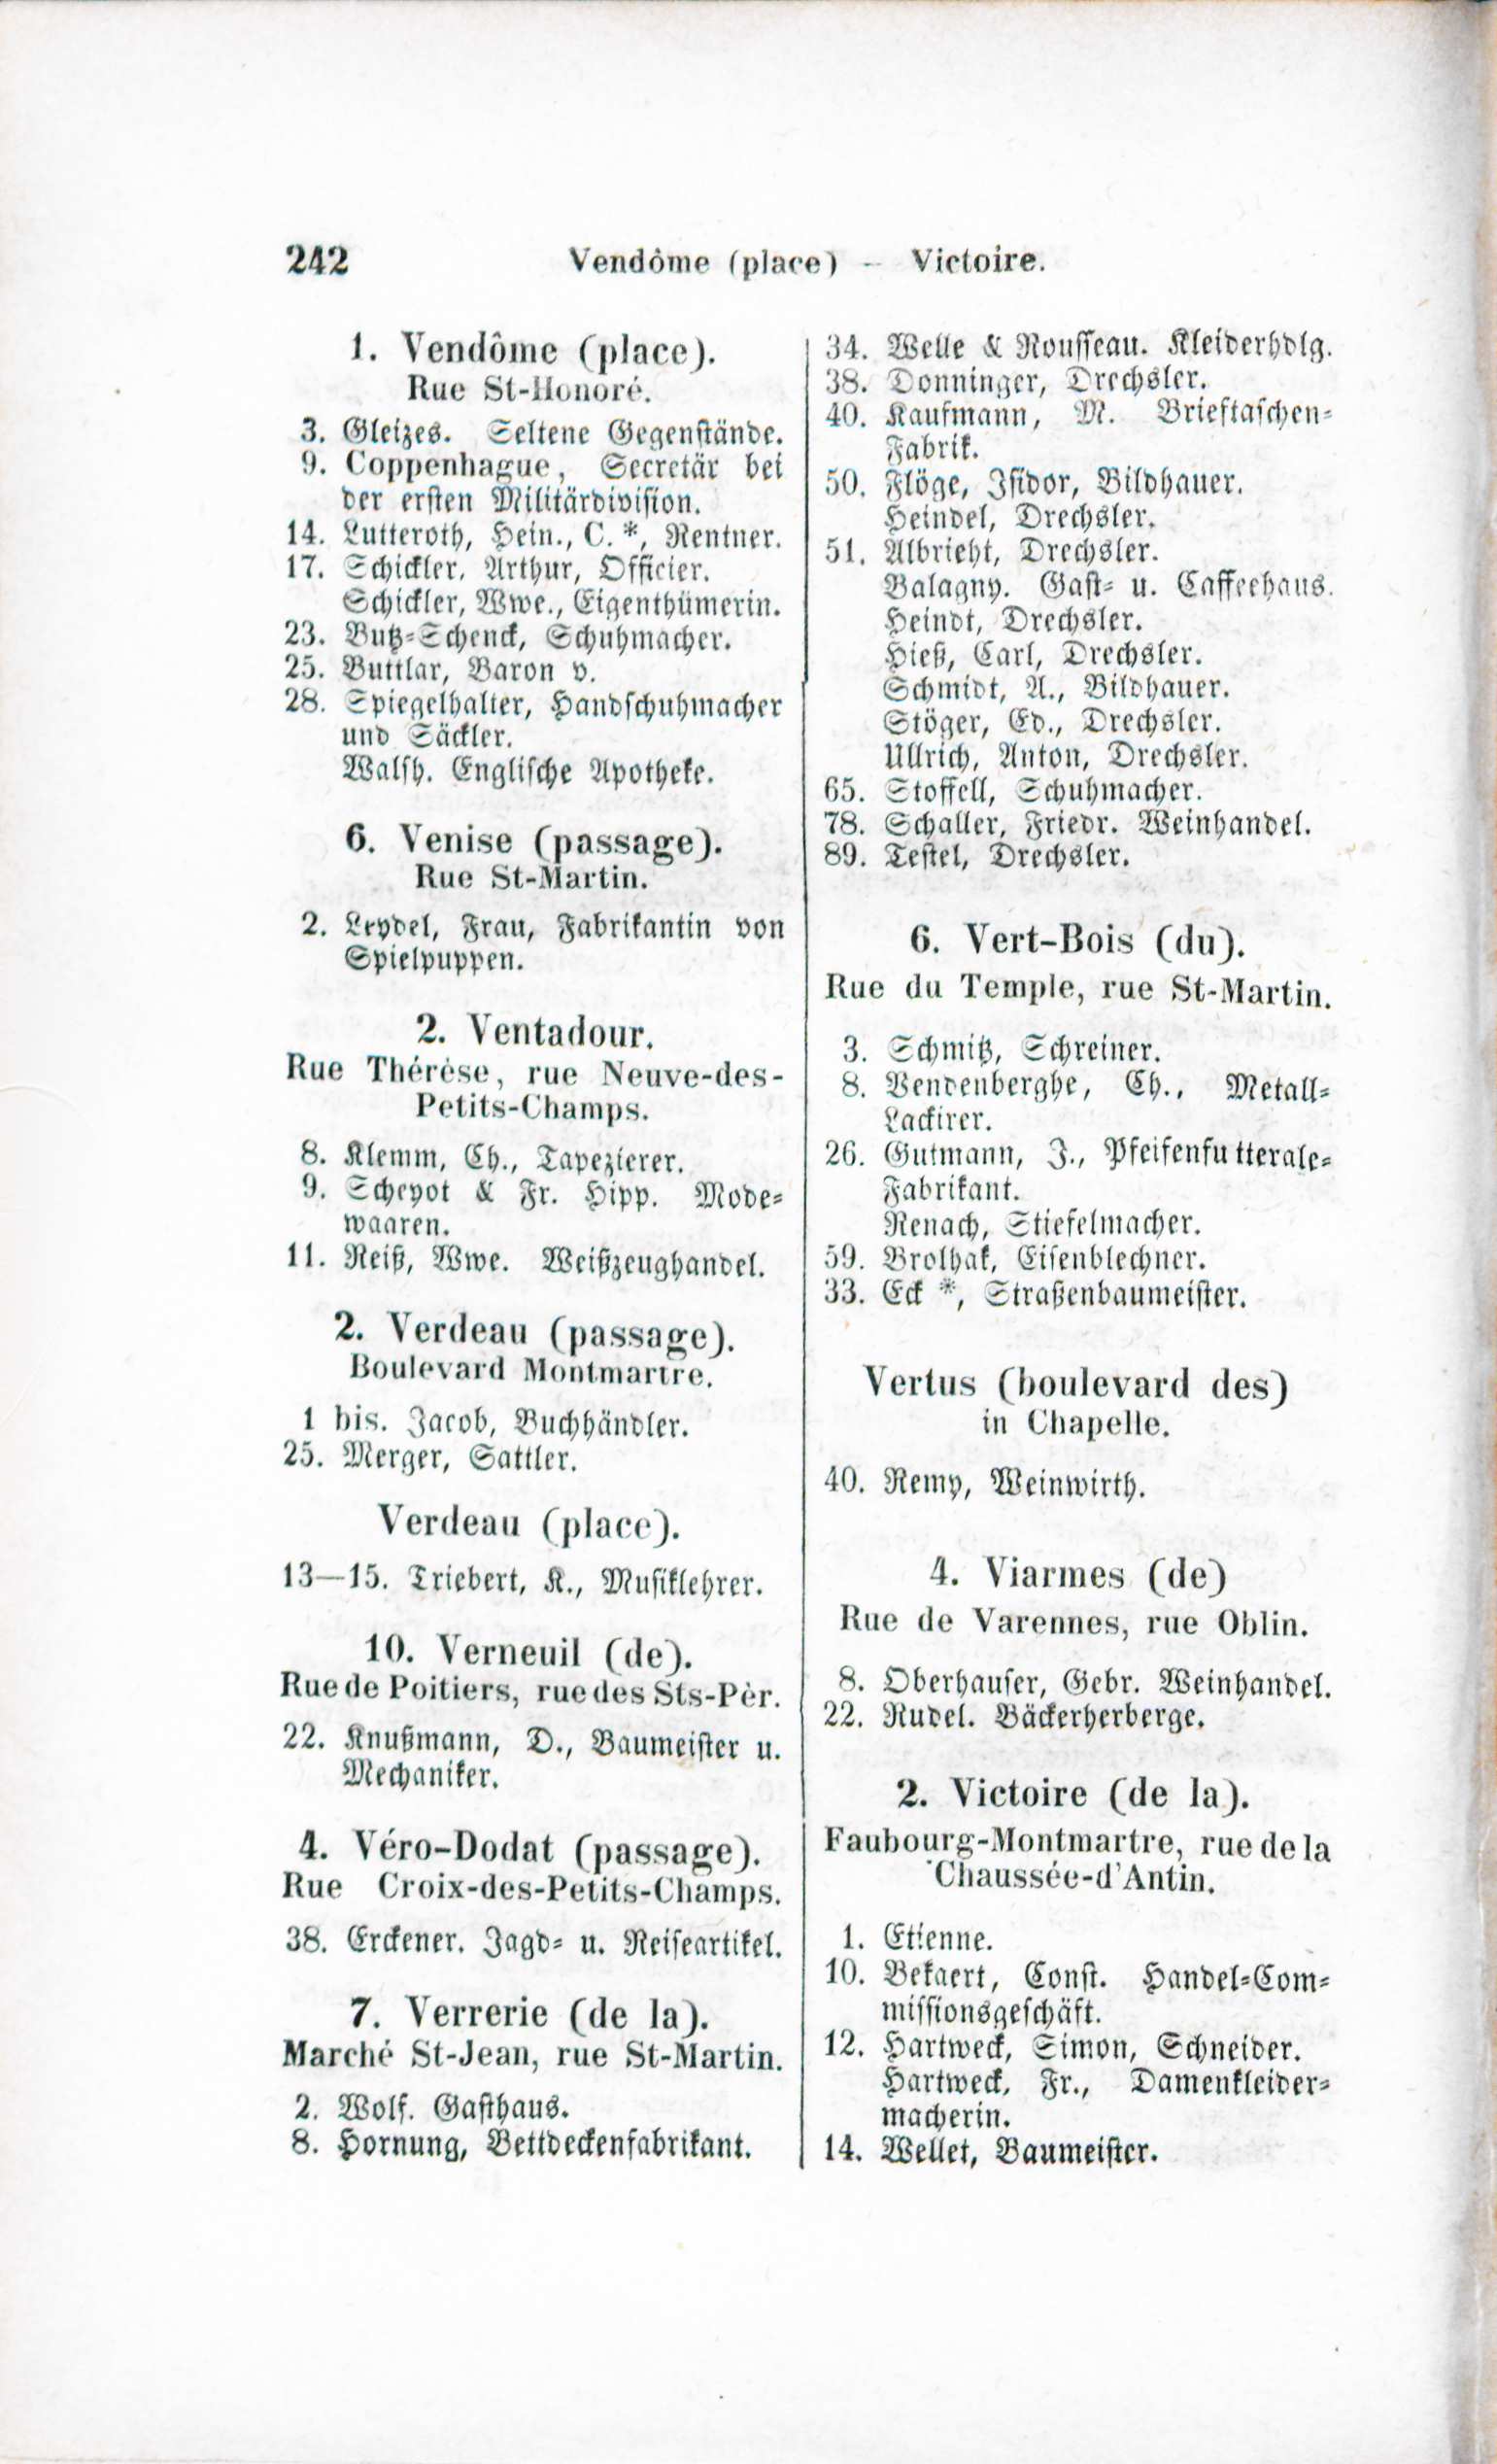 242 Vendôme (place) – Victoire.
1. Vendôme (place).
Rue St-Honoré.
3. Gleizes. Seltene Gegenstände.
9. Coppenhague, Secretär bei
der ersten Militärdivision.
14. Lutteroth, Hein., C. *, Rentner.
17. Schickler, Arthur, Officier.
Schickler, Wwe., Eigenthümerin.
23. Butz-Schenck, Schuhmacher.
25. Buttlar, Baron v.
28. Spiegelhalter, Handschuhmacher
und Säckler.
Walsh. Englische Apotheke.
6. Venise (passage).
Rue St-Martin.
2. Leydel, Frau, Fabrikantin von
Spielpuppen.
2. Ventadour.
Rue Thérèse, rue Neuve-des-
Petits-Champs.
8. Klemm, Ch., Tapezierer.
9. Scheyot & Fr. Hipp. Mode-
waaren.
11. Reiß, Wwe. Weißzeughandel.
2. Verdeau (passage).
Boulevard Montmartre.
1 bis. Jacob, Buchhändler.
25. Merger, Sattler.
Verdeau (place).
13—15. Triebert, K., Musiklehrer.
10. Verneuil (de).
Rue de Poitiers, rue des Sts-Pèr.
22. Knußmann, D., Baumeister u.
Mechaniker.
4. Véro-Dodat (passage).
Rue Croix-des-Petits-Champs.
38. Erckener. Jagd- u. Reiseartikel.
7. Verrerie (de la).
Marché St-Jean, rue St-Martin.
2. Wolf. Gasthaus.
8. Hornung, Bettdeckenfabrikant.
34. Welle & Rousseau. Kleiderhdlg.
38. Donninger, Drechsler.
40. Kaufmann, M. Brieftaschen-
Fabrik.
50. Flöge, Isidor, Bildhauer.
Heindel, Drechsler.
51. Albrieht, Drechsler.
Balagny. Gast- u. Caffeehaus.
Heindt, Drechsler.
Hieß, Carl, Drechsler.
Schmidt, A., Bildhauer.
Stöger, Ed., Drechsler.
Ullrich, Anton, Drechsler.
65. Stoffell, Schuhmacher.
78. Schaller, Friedr. Weinhandel.
89. Testel, Drechsler.
6. Vert-Bois (du).
Rue du Temple, rue St-Martin.
3. Schmitz, Schreiner.
8. Vendenberghe, Ch., Metall-
Lackirer.
26. Gutmann, J., Pfeifenfutterale-
Fabrikant.
Renach, Stiefelmacher.
59. Brolhak, Eisenblechner.
33. Eck *, Straßenbaumeister.
Vertus (boulevard des)
in Chapelle.
40. Remy, Weinwirth.
4. Viarmes (de)
Rue de Varennes, rue Oblin.
8. Oberhauser, Gebr. Weinhandel.
22. Rudel. Bäckerherberge.
2. Victoire (de la).
Faubourg-Montmartre, rue de la
Chaussée-d'Antin.
1. Etienne.
10. Bekaert, Const. Handel-Com-
missionsgeschäft.
12. Hartweck, Simon, Schneider.
Hartweck, Fr., Damenkleider-
macherin.
14. Wellet, Baumeister.